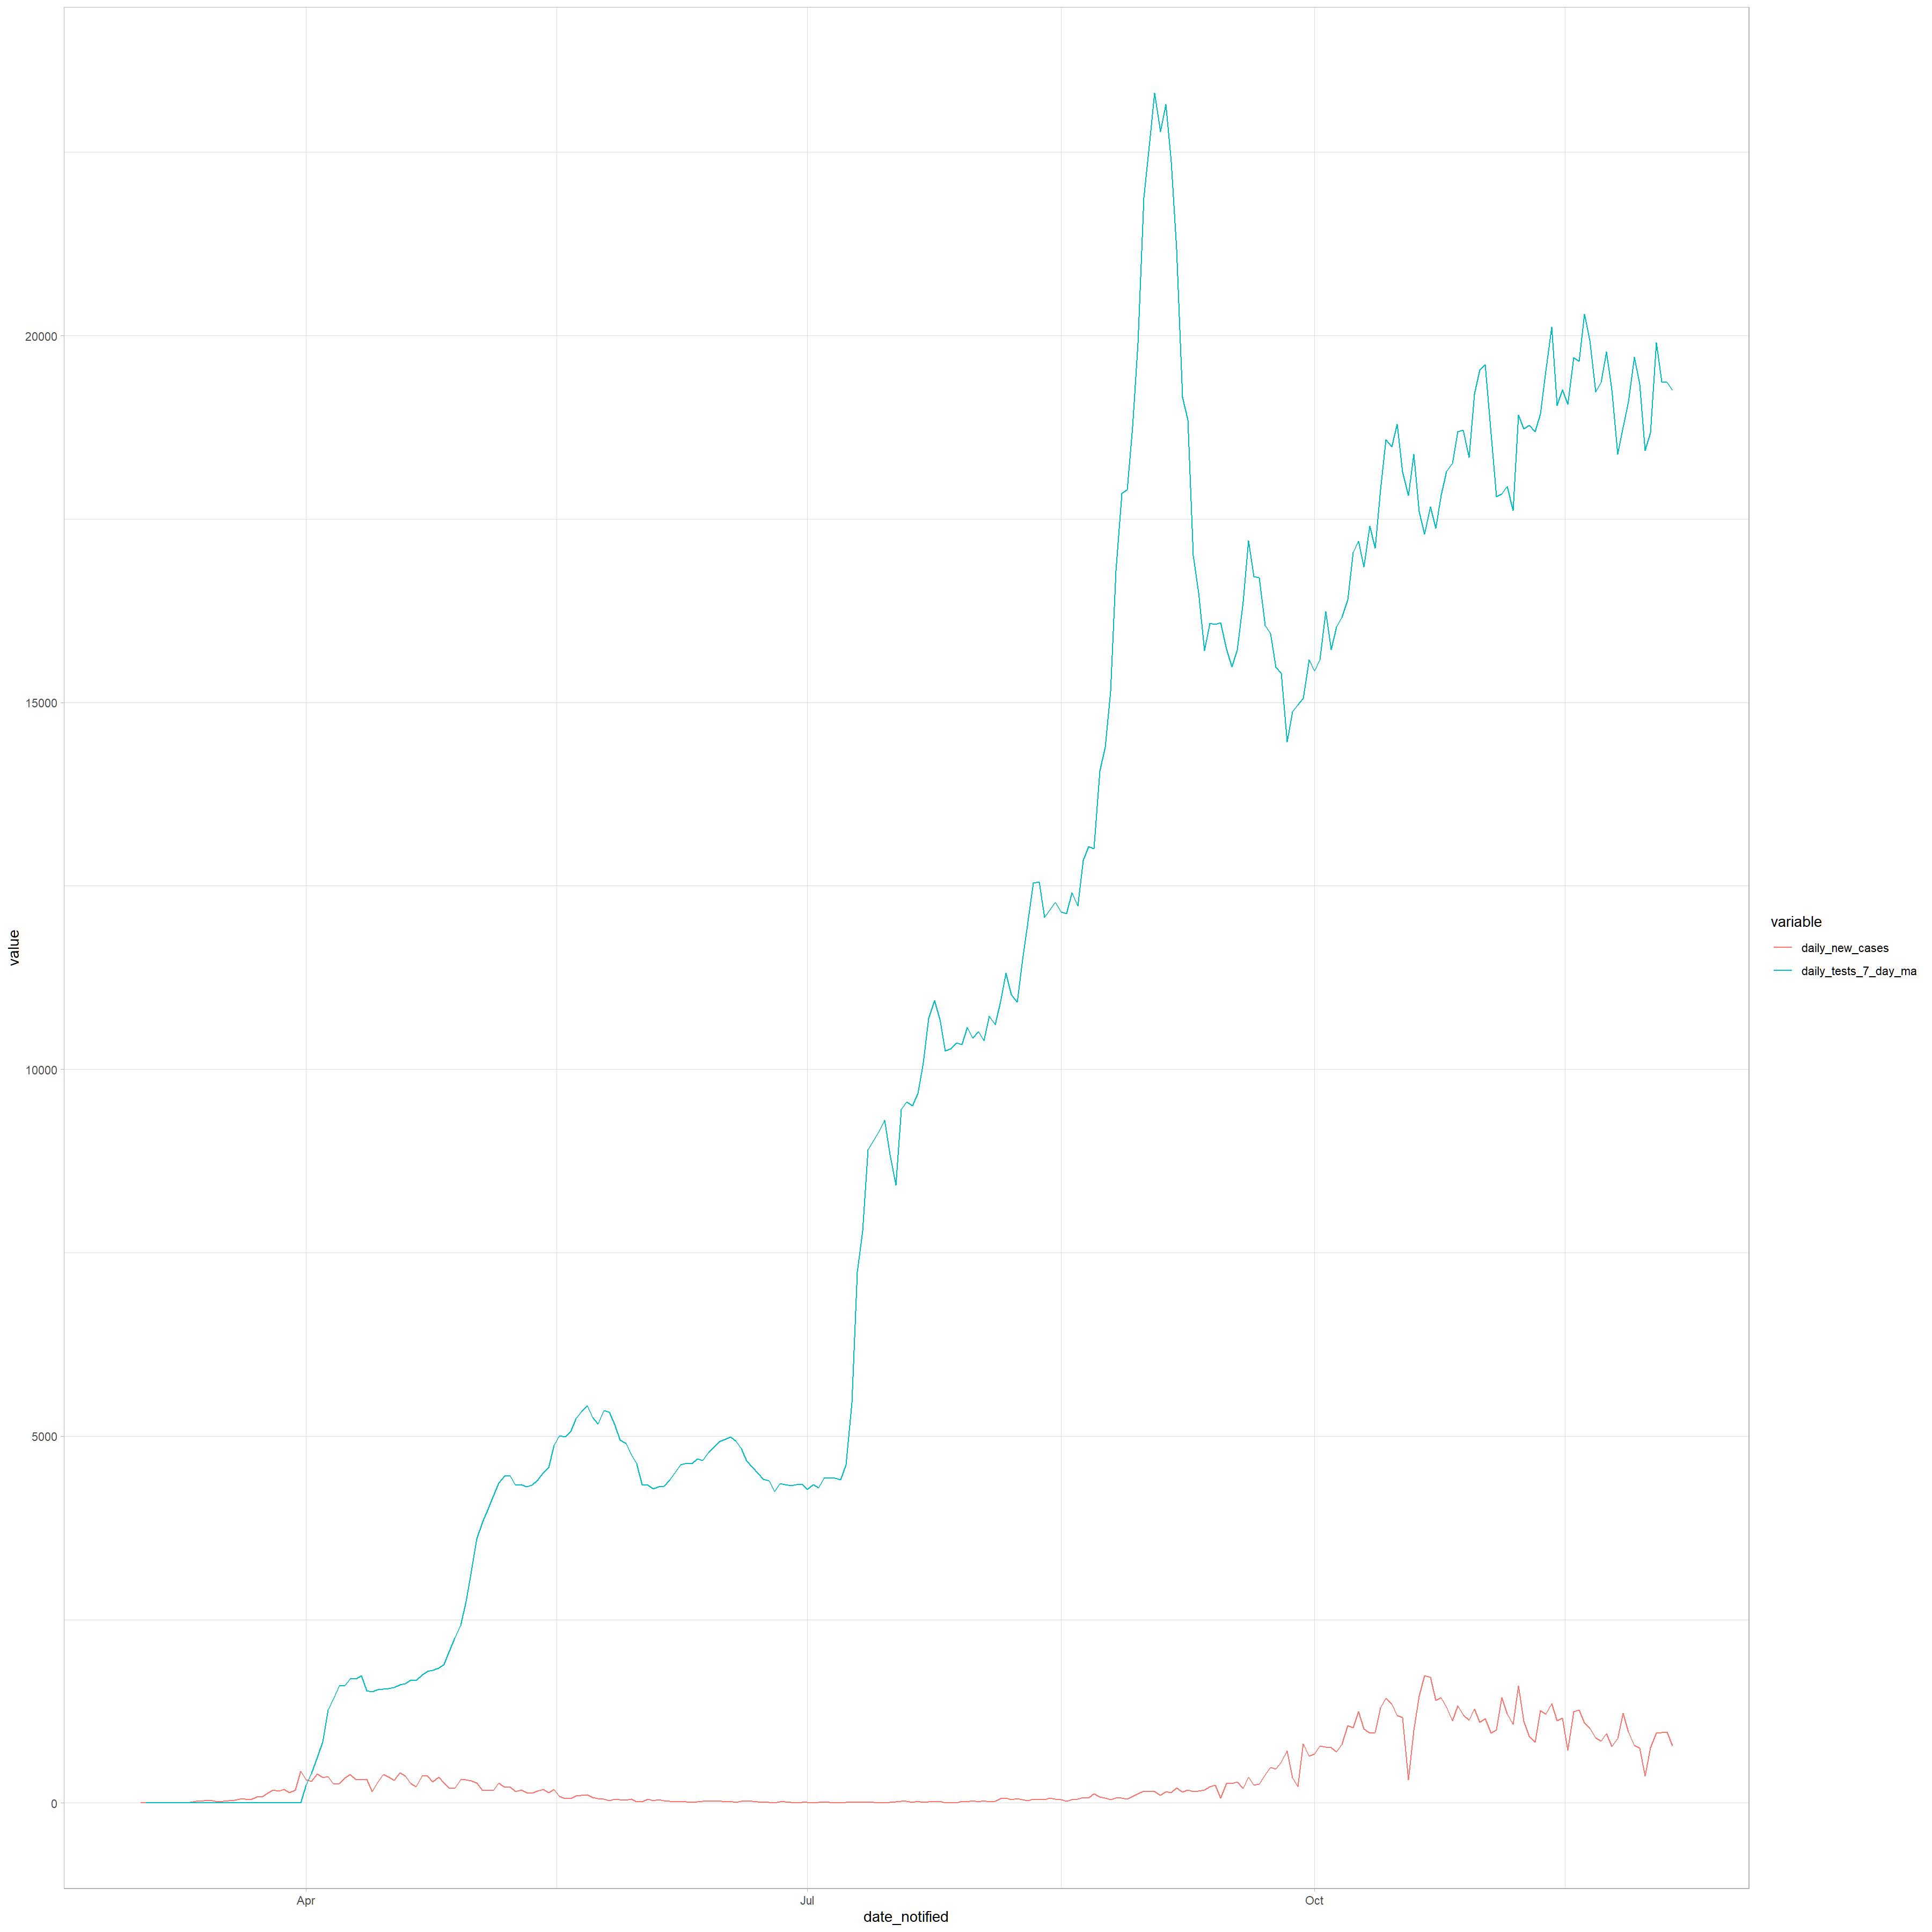 value
20000
15000
10000
5000
0
Apr
Jul
Oct
date_notified
variable
daily_new_cases
daily_tests_7_day_ma